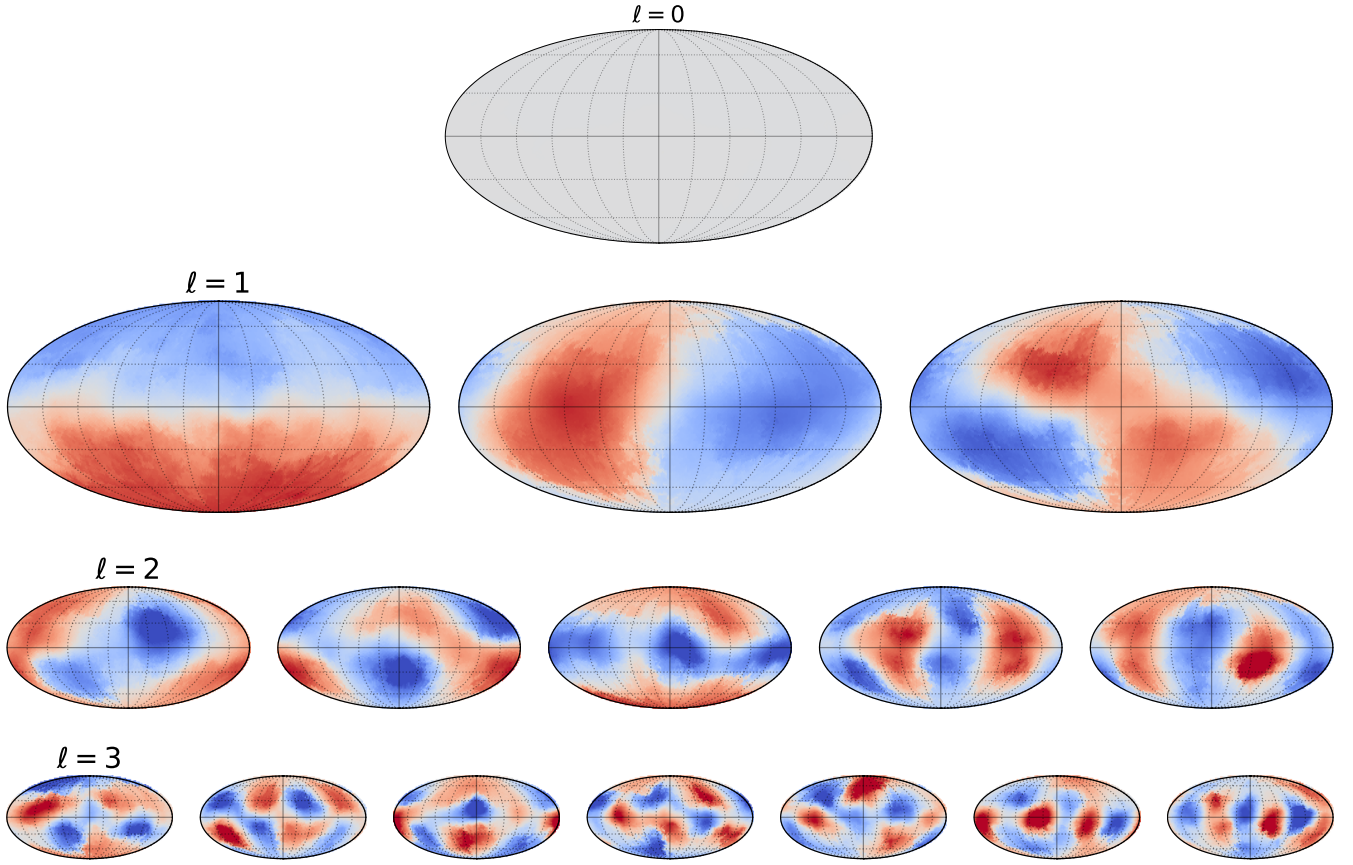 ℓ = 0
ℓ = 1
ℓ = 2
ℓ = 3